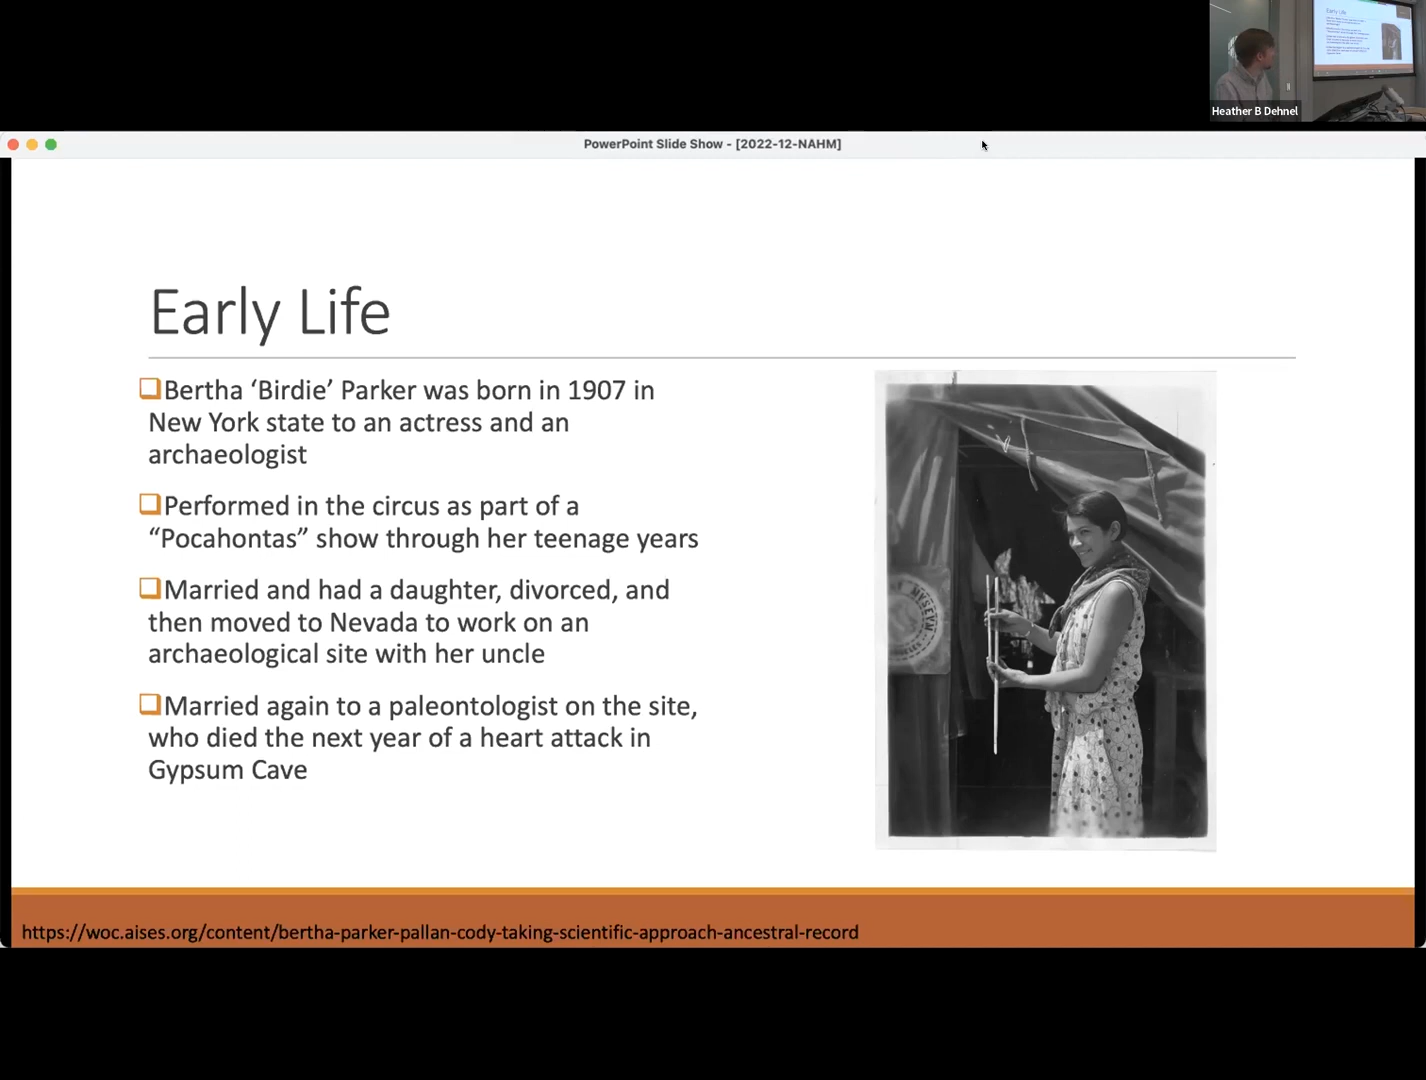 Early Life
Heather B Dehnel
PowerPoint Slide Show - [2022-12-NAHM]
Early Life
Bertha ‘Birdie’ Parker was born in 1907 in
New York state to an actress and an
archaeologist
Performed in the circus as part of a
“Pocahontas” show through her teenage years
Married and had a daughter, divorced, and
then moved to Nevada to work on an
archaeological site with her uncle
Married again to a paleontologist on the site,
who died the next year of a heart attack in
Gypsum Cave
https://woc.aises.org/content/bertha-parker-pallan-cody-taking-scientific-approach-ancestral-record